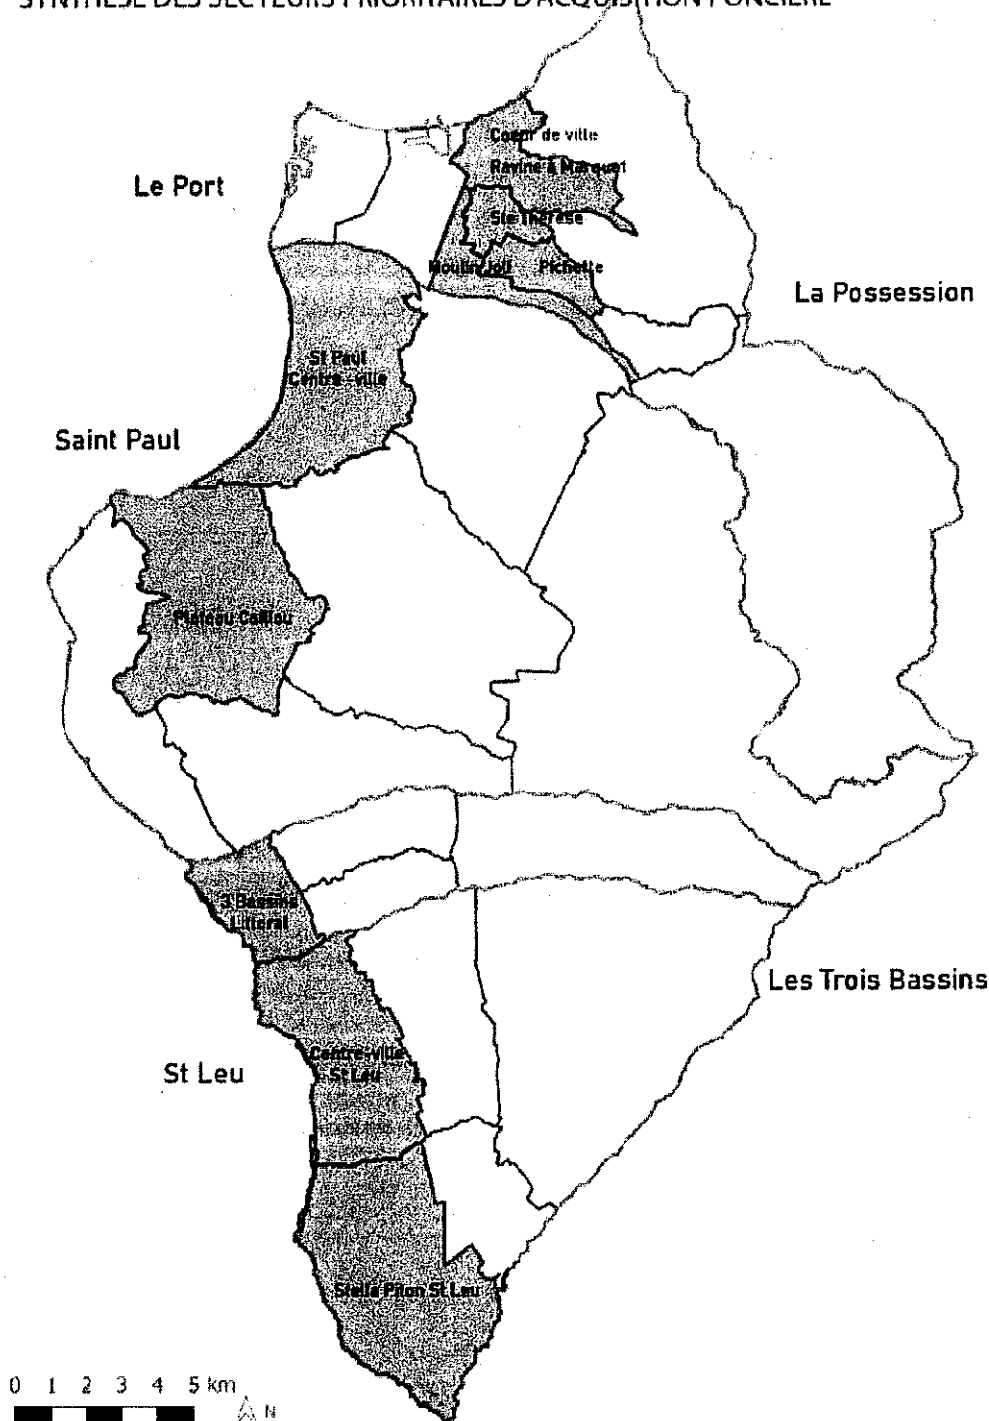 SYNTHESE DES SECTEURS PRIORITAIRES D'ACQUISITION FONCIERE
Coeur de ville
Ravine à Marquet
Le Port
Ste Thérèse
Moulin Joli
Pichette
La Possession
St Paul
Centre-ville
Saint Paul
Plateau Caillou
3 Bassins
Littoral
Les Trois Bassins
Centre-ville
St Leu
St Leu
Stella Piton St Leu
0 1 2 3 4 5 km
N